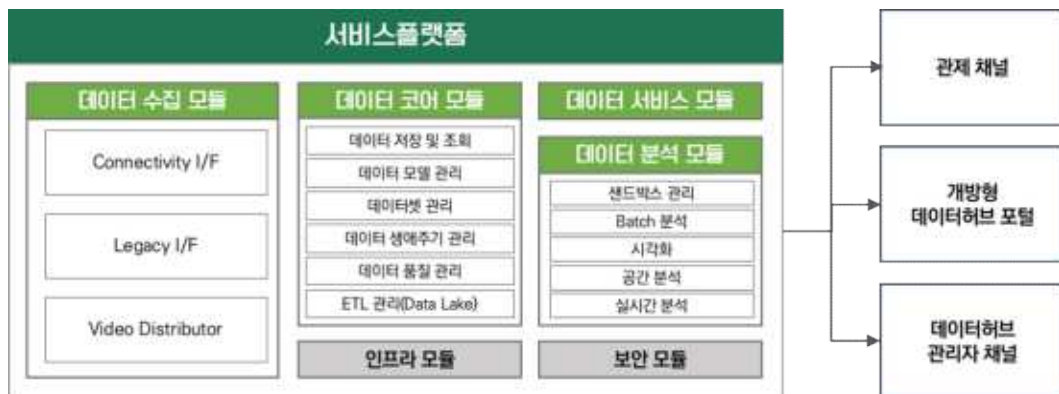 서비스플랫폼
데이터 수집 모듈
Connectivity I/F
Legacy I/F
Video Distributor
데이터 코어 모듈
데이터 저장 및 조회
데이터 모델 관리
데이터셋 관리
데이터 생애주기 관리
데이터 품질 관리
ETL 관리(Data Lake)
인프라 모듈
데이터 서비스 모듈
데이터 분석 모듈
샌드박스 관리
Batch 분석
시각화
공간 분석
실시간 분석
보안 모듈
관제 채널
개방형
데이터허브 포털
데이터허브
관리자 채널